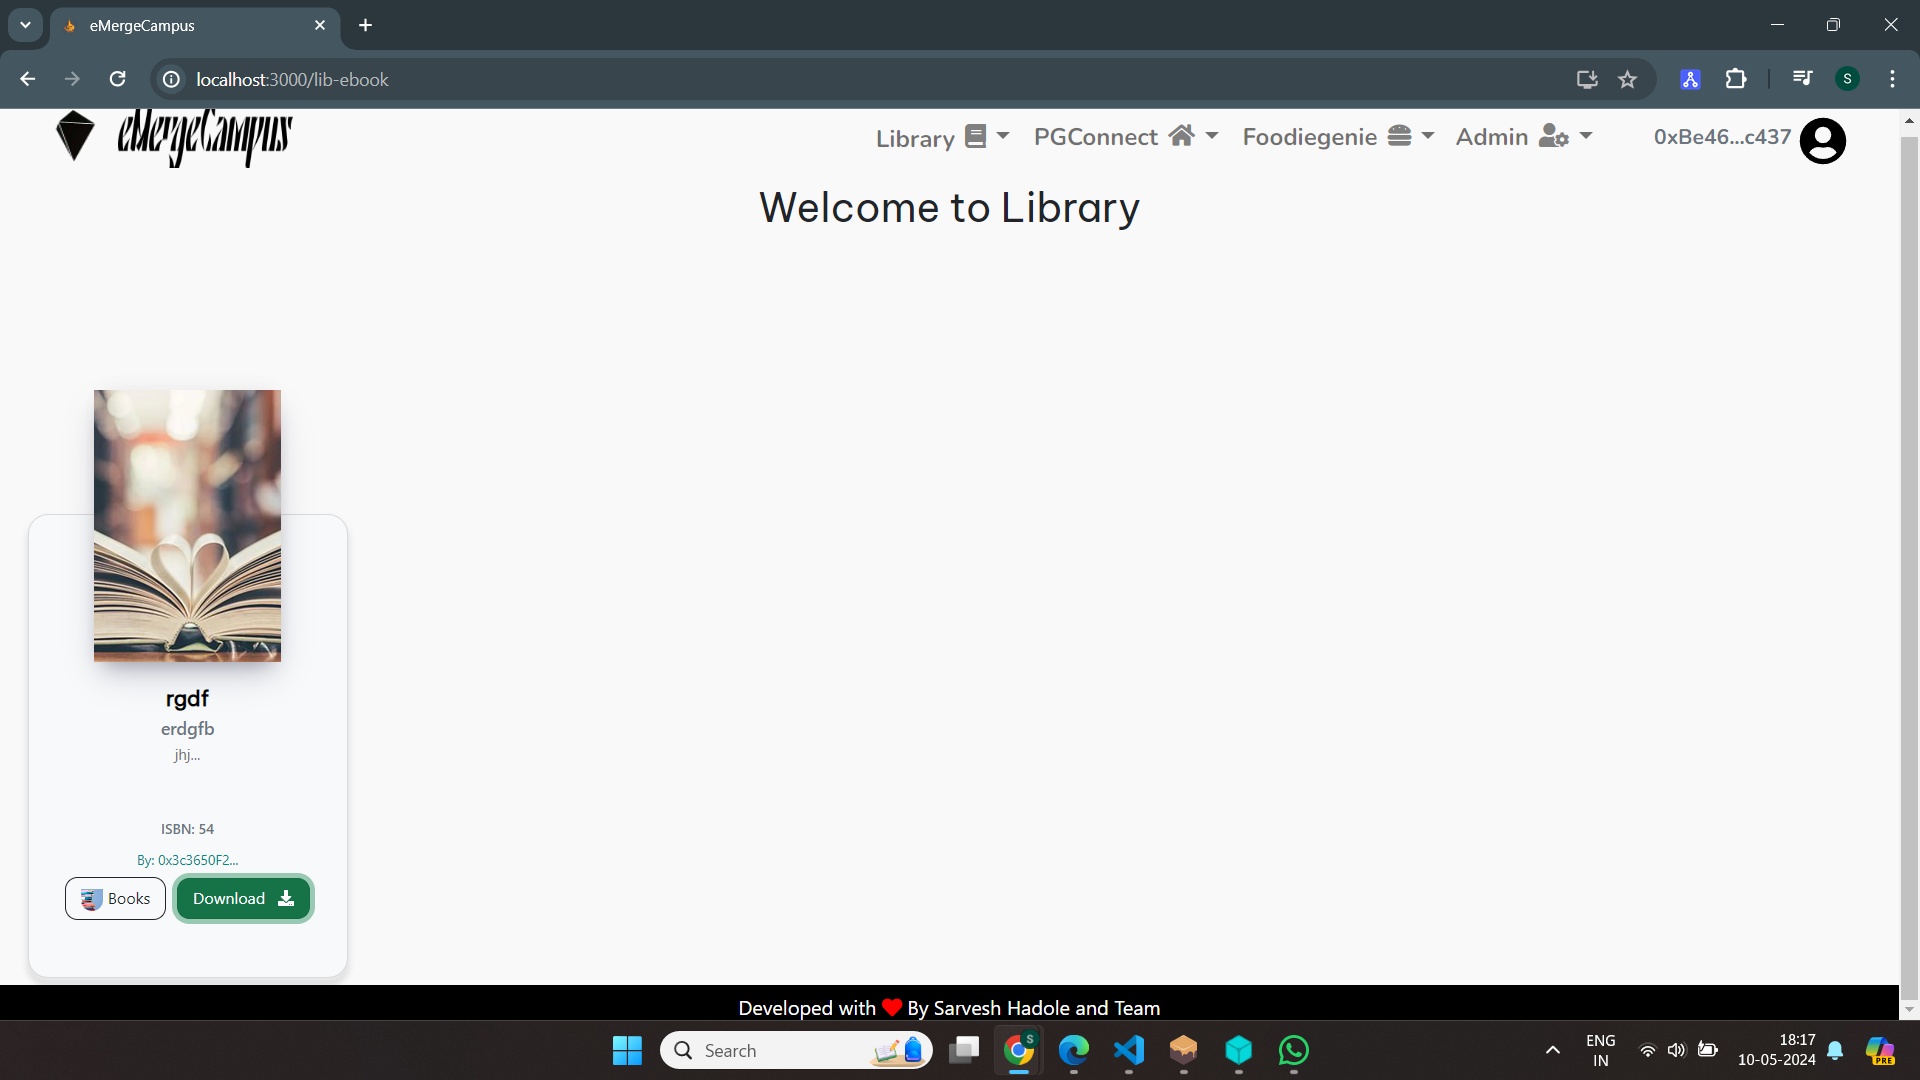 eMergeCampus
localhost:3000/lib-ebook
S
eMergeCampus
Library PGConnect Foodiegenie Admin 0xBe46...c437
Welcome to Library
rgdf
erdgfb
jhj...
ISBN: 54
By: 0x3c3650F2...
Books Download
Developed with ❤ By Sarvesh Hadole and Team
Search
S
ENG
IN
18:17
10-05-2024
PRE